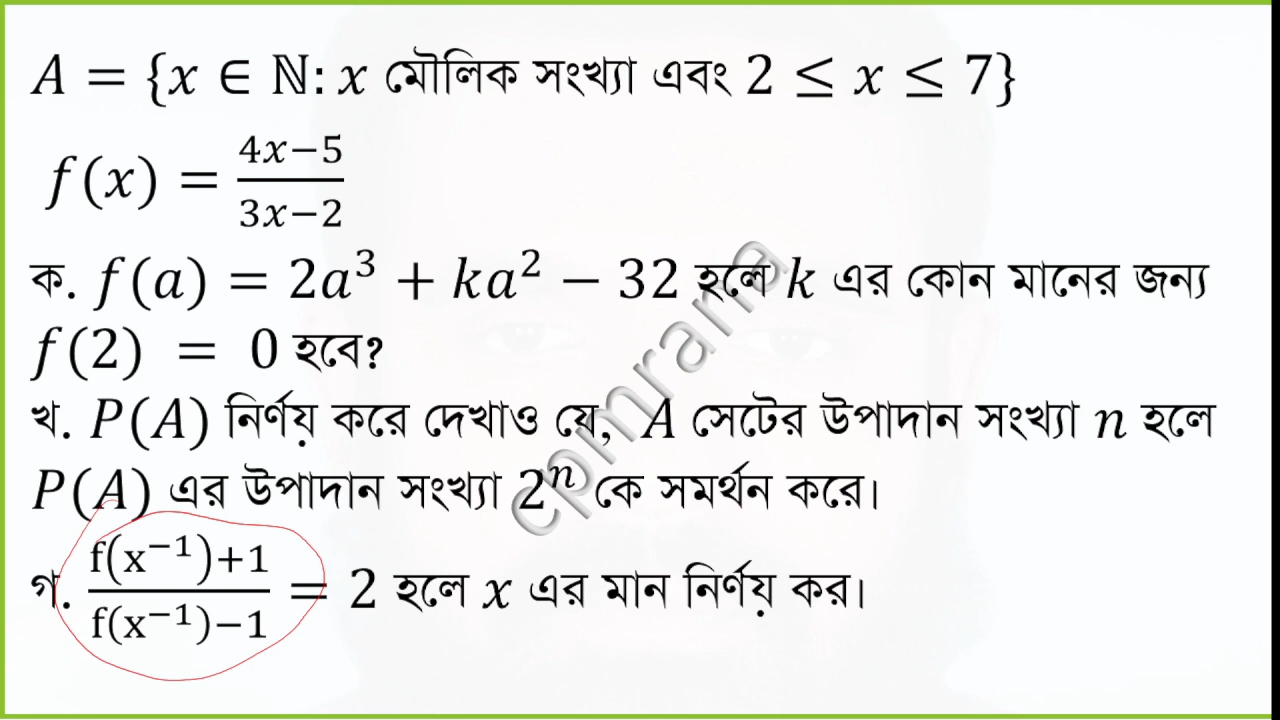 A = {x ∈ ℕ: x মৌলিক সংখ্যা এবং 2 ≤ x ≤ 7}
f(x) = (4x−5)/(3x−2)
ক. f(a) = 2a³ + ka² − 32 হলে k এর কোন মানের জন্য
f(2) = 0 হবে?
খ. P(A) নির্ণয় করে দেখাও যে, A সেটের উপাদান সংখ্যা n হলে
P(A) এর উপাদান সংখ্যা 2ⁿ কে সমর্থন করে।
গ. (f(x⁻¹)+1)/(f(x⁻¹)−1) = 2 হলে x এর মান নির্ণয় কর।
cpmrana